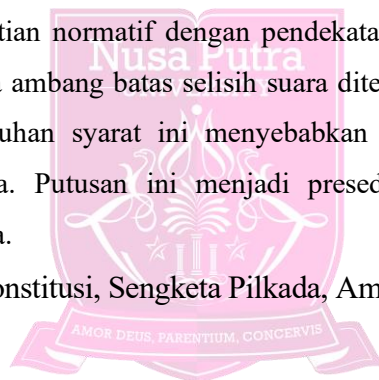 tian normatif dengan pendekata
Nusa Putra
UNIVERSITY
ambang batas selisih suara dite
uhan syarat ini menyebabkan
a. Putusan ini menjadi presed
a.
onstitusi, Sengketa Pilkada, Am
AMOR DEUS, PARENTIUM, CONCERVIS